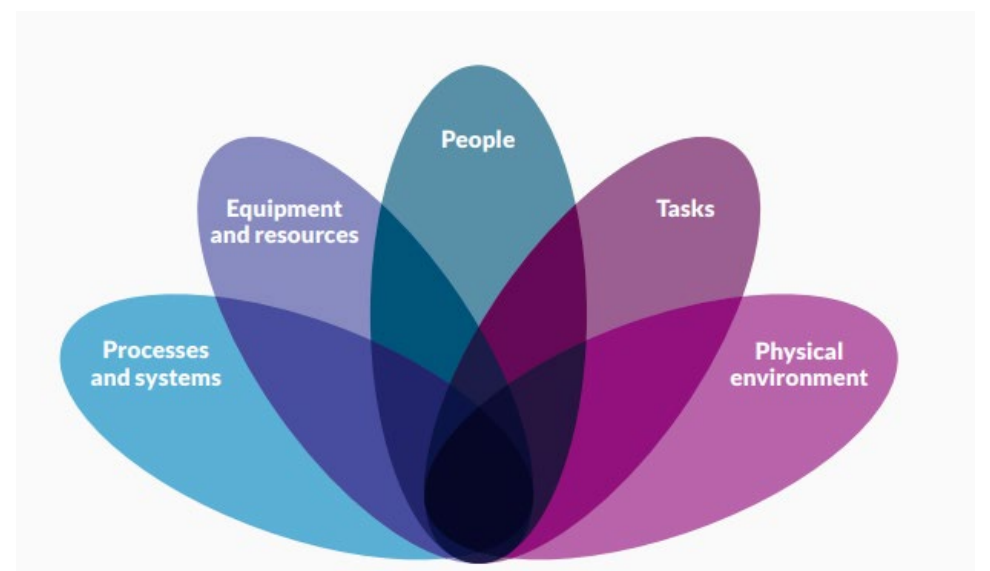 People
Equipment
and resources
Tasks
Processes
and systems
Physical
environment